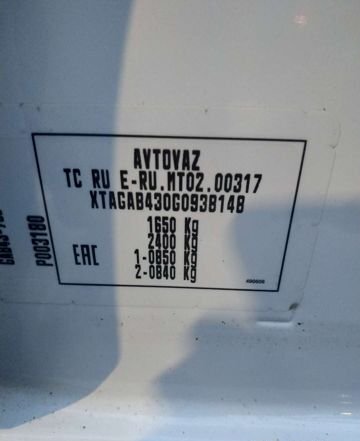 AVTOVAZ
TC RU E-RU.MT02.00317
XTAGAB430G0938148
1650 Kg
2400 Kg
1-0850 Kg
2-0840 Kg
EAC
490606
P003180